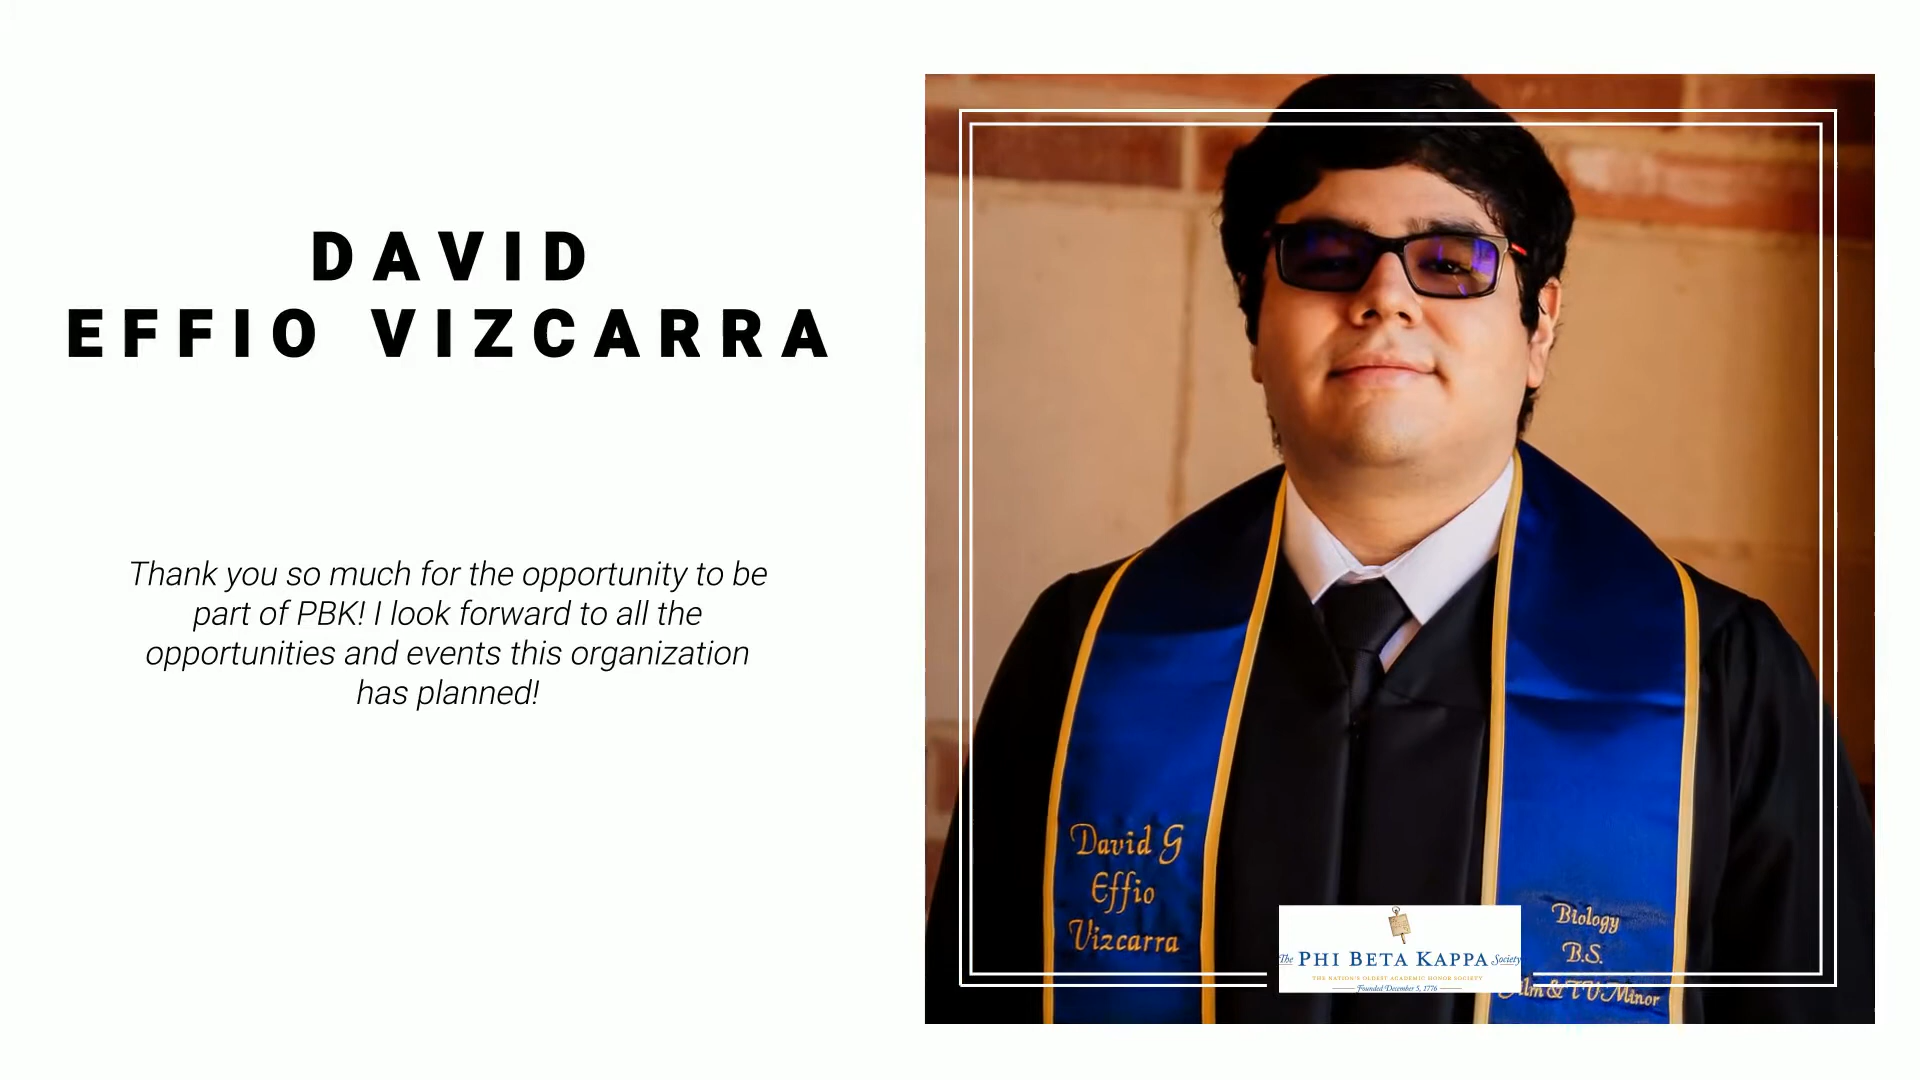 DAVID
EFFIO VIZCARRA
Thank you so much for the opportunity to be
part of PBK! I look forward to all the
opportunities and events this organization
has planned!
David G
Effio
Vizcarra
The PHI BETA KAPPA Society
THE NATION'S OLDEST ACADEMIC HONOR SOCIETY
Founded December 5, 1776
Biology
B.S.
& TV Minor